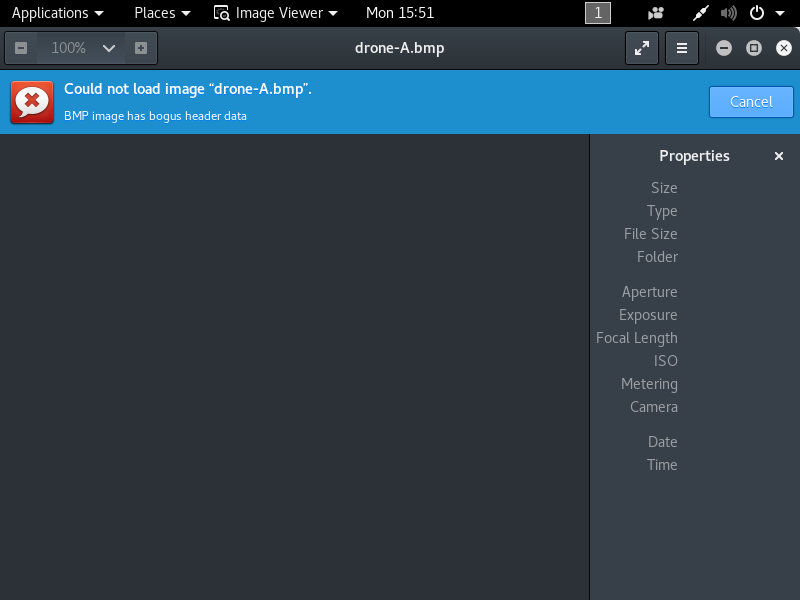 Applications Places Image Viewer Mon 15:51 1
100% drone-A.bmp
Could not load image “drone-A.bmp”.
BMP image has bogus header data
Cancel
Properties
Size
Type
File Size
Folder
Aperture
Exposure
Focal Length
ISO
Metering
Camera
Date
Time